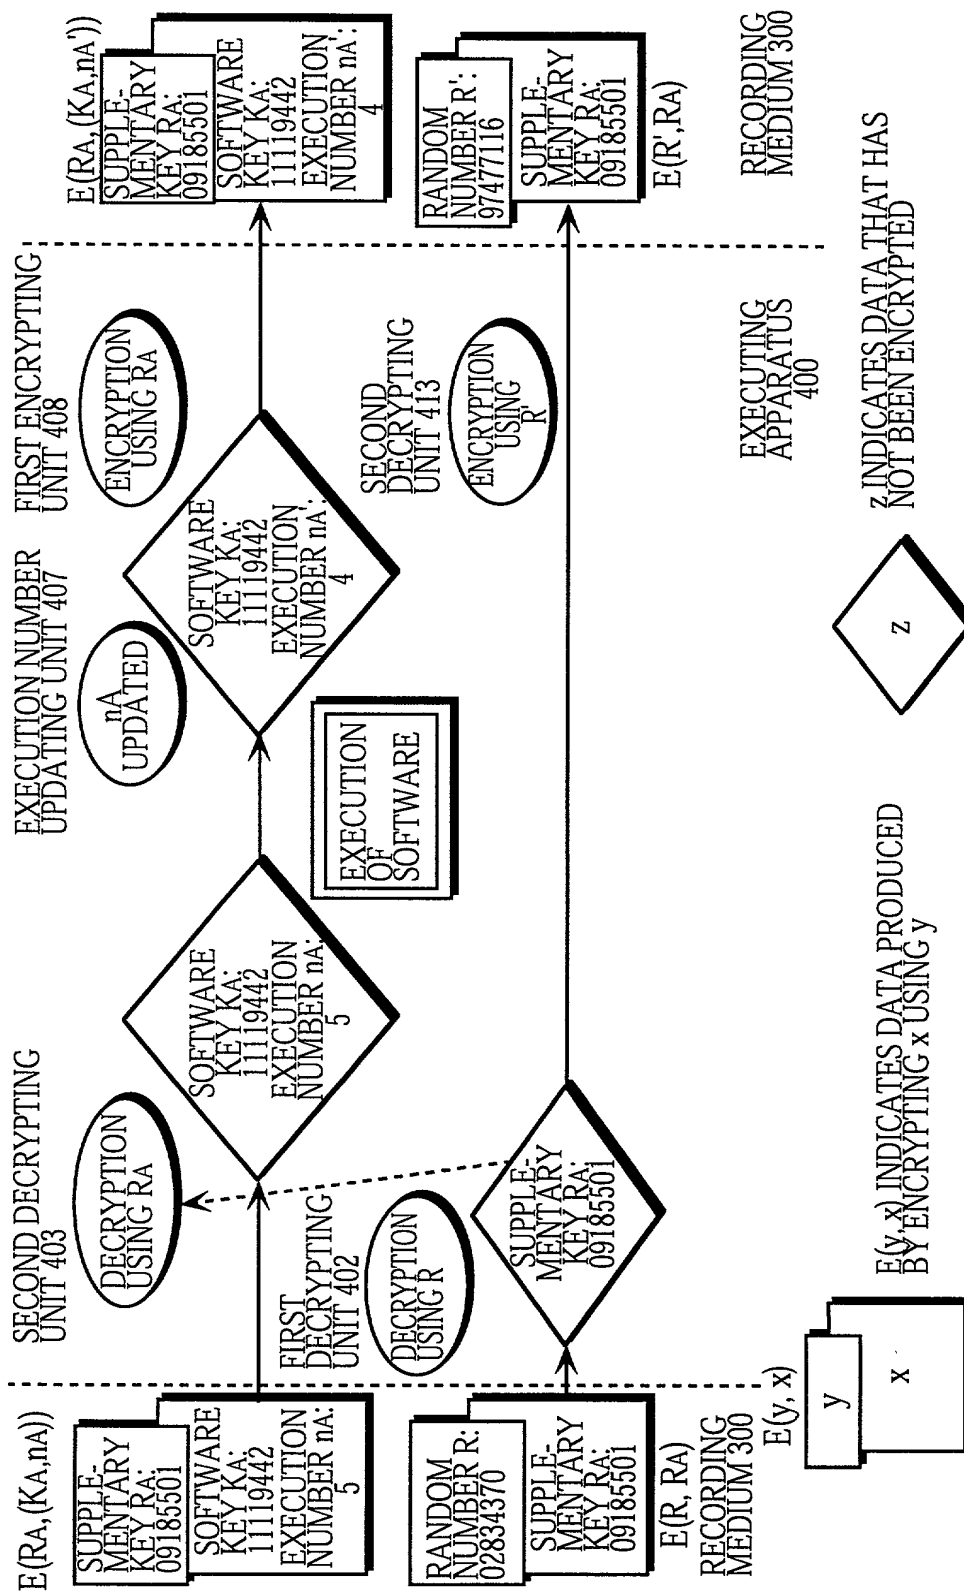 E(RA,(KA,nA))
SUPPLE-
MENTARY
KEY RA:
09185501
SOFTWARE
KEY KA:
11119442
EXECUTION
NUMBER nA:
5
RANDOM
NUMBER R:
02834370
SUPPLE-
MENTARY
KEY RA:
09185501
E(R, RA)
RECORDING
MEDIUM 300
SECOND DECRYPTING
UNIT 403
DECRYPTION
USING RA
FIRST
DECRYPTING
UNIT 402
DECRYPTION
USING R
SUPPLE-
MENTARY
KEY RA:
09185501
SOFTWARE
KEY KA:
11119442
EXECUTION
NUMBER nA:
5
EXECUTION
OF
SOFTWARE
EXECUTION NUMBER
UPDATING UNIT 407
nA
UPDATED
SOFTWARE
KEY KA:
11119442
EXECUTION
NUMBER nA':
4
FIRST ENCRYPTING
UNIT 408
ENCRYPTION
USING RA
SECOND
DECRYPTING
UNIT 413
ENCRYPTION
USING
R'
EXECUTING
APPARATUS
400
E(RA,(KA,nA'))
SUPPLE-
MENTARY
KEY RA:
09185501
SOFTWARE
KEY KA:
11119442
EXECUTION
NUMBER nA':
4
RANDOM
NUMBER R':
97477116
SUPPLE-
MENTARY
KEY RA:
09185501
E(R',RA)
RECORDING
MEDIUM 300
E(y, x)
y
x
E(y,x) INDICATES DATA PRODUCED
BY ENCRYPTING x USING y
z
z INDICATES DATA THAT HAS
NOT BEEN ENCRYPTED